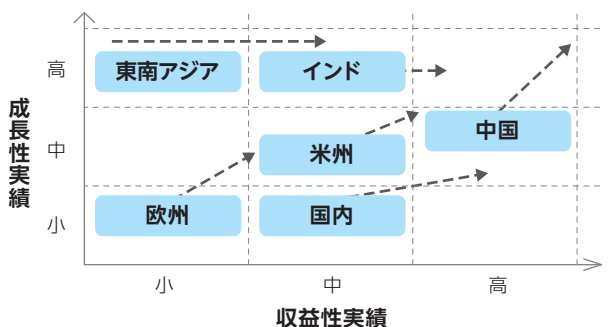 高
東南アジア
インド
成長性実績
中
米州
中国
小
欧州
国内
小
中
高
収益性実績